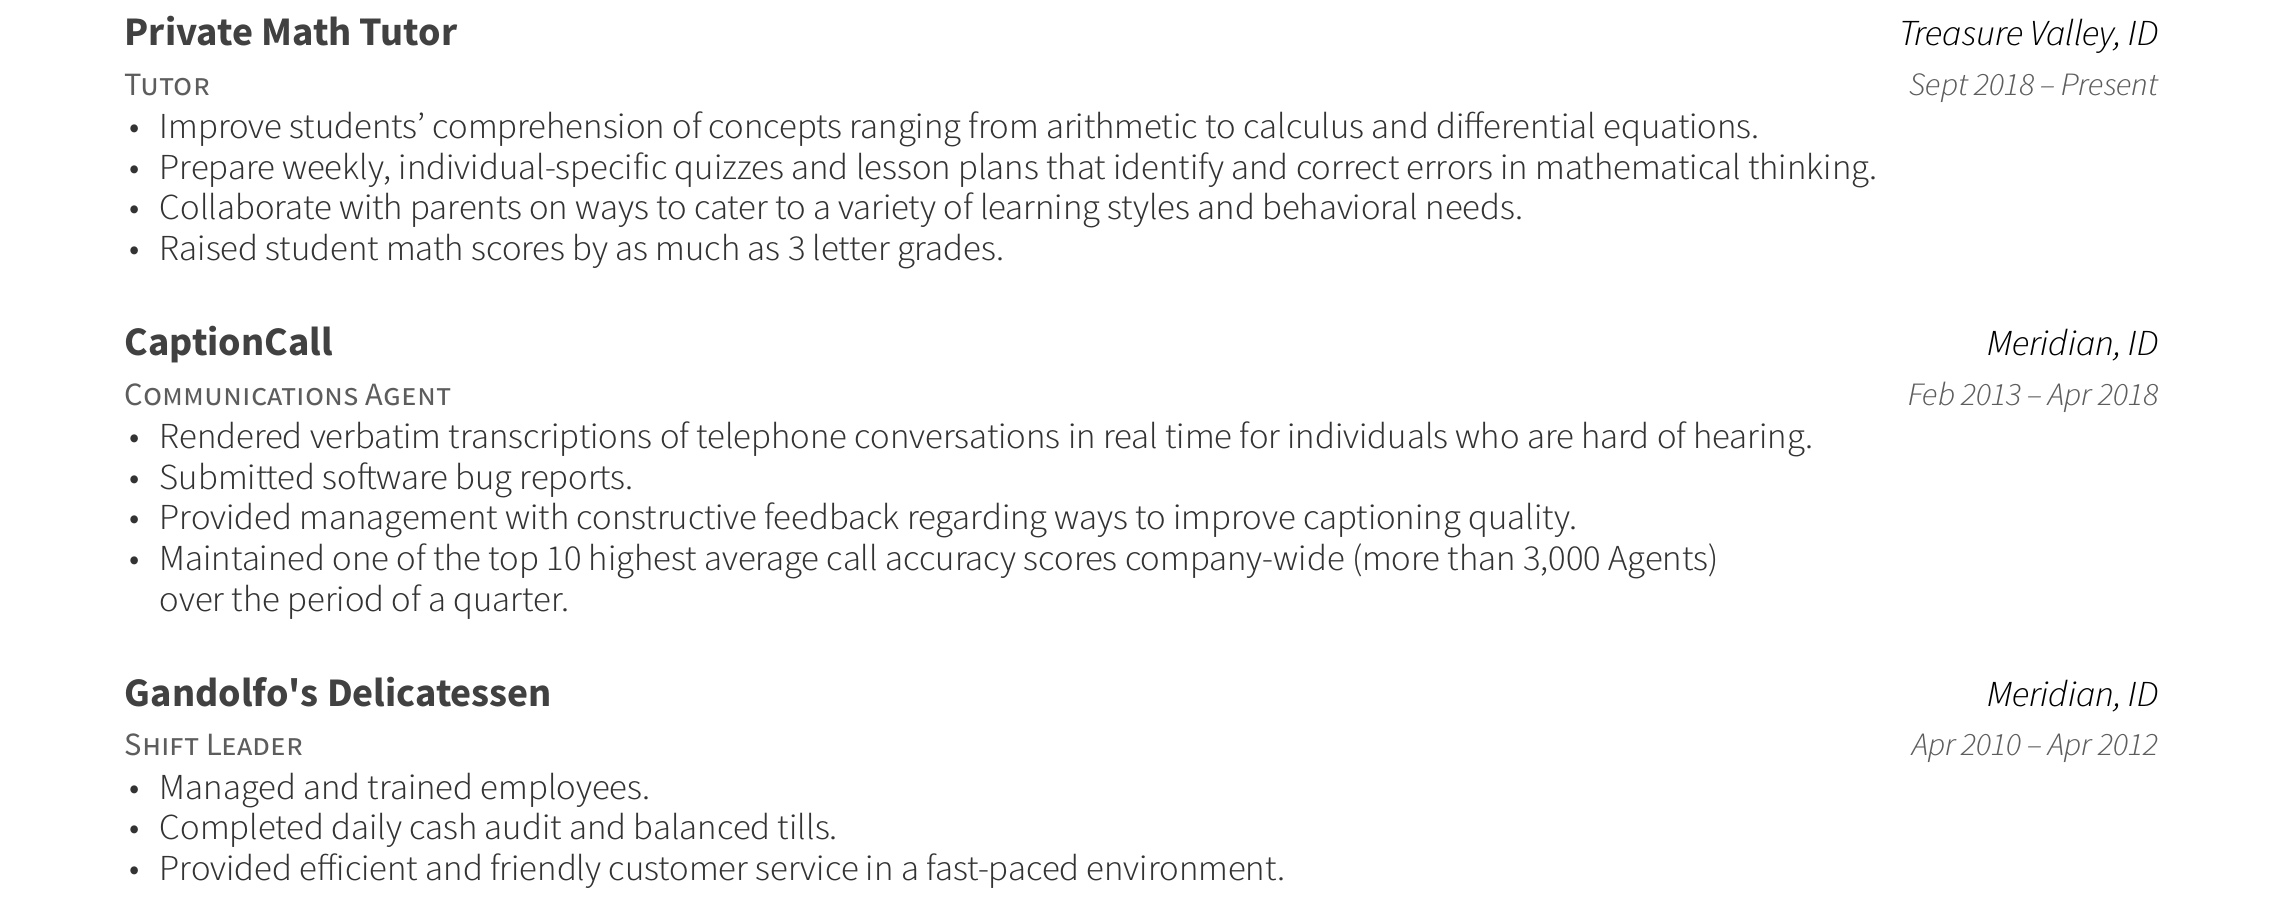 Private Math Tutor Treasure Valley, ID
Tutor Sept 2018 – Present
• Improve students’ comprehension of concepts ranging from arithmetic to calculus and differential equations.
• Prepare weekly, individual-specific quizzes and lesson plans that identify and correct errors in mathematical thinking.
• Collaborate with parents on ways to cater to a variety of learning styles and behavioral needs.
• Raised student math scores by as much as 3 letter grades.
CaptionCall Meridian, ID
Communications Agent Feb 2013 – Apr 2018
• Rendered verbatim transcriptions of telephone conversations in real time for individuals who are hard of hearing.
• Submitted software bug reports.
• Provided management with constructive feedback regarding ways to improve captioning quality.
• Maintained one of the top 10 highest average call accuracy scores company-wide (more than 3,000 Agents)
over the period of a quarter.
Gandolfo's Delicatessen Meridian, ID
Shift Leader Apr 2010 – Apr 2012
• Managed and trained employees.
• Completed daily cash audit and balanced tills.
• Provided efficient and friendly customer service in a fast-paced environment.